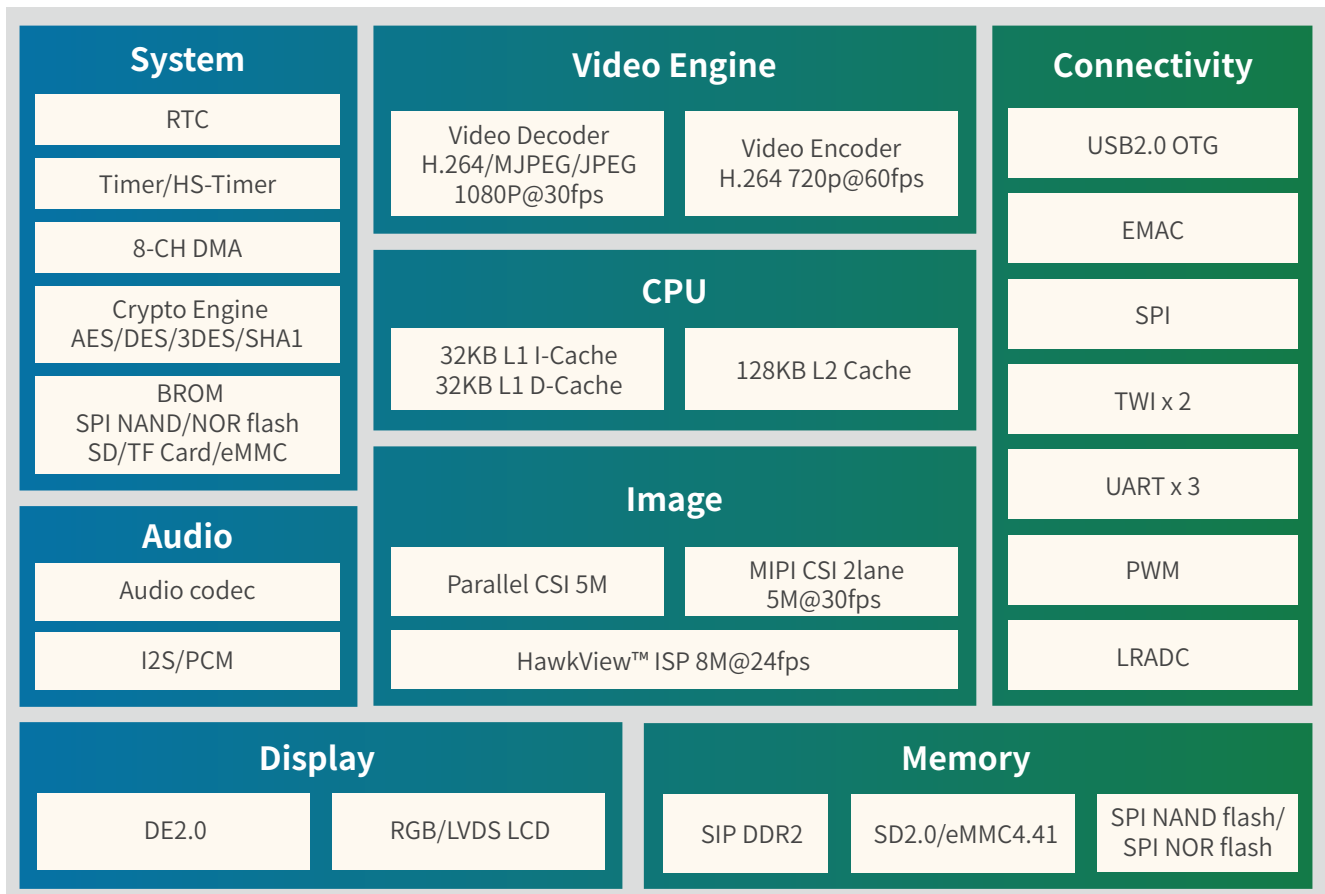 System
RTC
Timer/HS-Timer
8-CH DMA
Crypto Engine
AES/DES/3DES/SHA1
BROM
SPI NAND/NOR flash
SD/TF Card/eMMC
Audio
Audio codec
I2S/PCM
Video Engine
Video Decoder
H.264/MJPEG/JPEG
1080P@30fps
Video Encoder
H.264 720p@60fps
CPU
32KB L1 I-Cache
32KB L1 D-Cache
128KB L2 Cache
Image
Parallel CSI 5M
MIPI CSI 2lane
5M@30fps
HawkView™ ISP 8M@24fps
Connectivity
USB2.0 OTG
EMAC
SPI
TWI x 2
UART x 3
PWM
LRADC
Display
DE2.0
RGB/LVDS LCD
Memory
SIP DDR2
SD2.0/eMMC4.41
SPI NAND flash/
SPI NOR flash